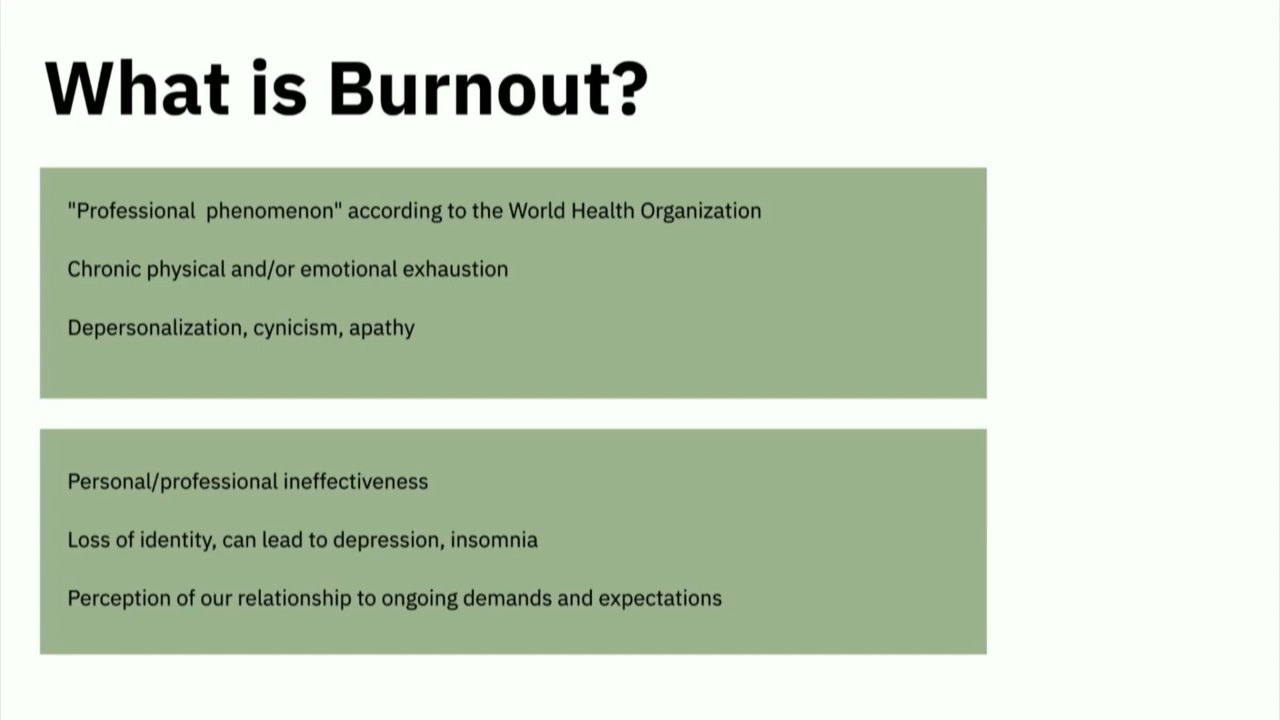 What is Burnout?
"Professional  phenomenon" according to the World Health Organization
Chronic physical and/or emotional exhaustion
Depersonalization, cynicism, apathy
Personal/professional ineffectiveness
Loss of identity, can lead to depression, insomnia
Perception of our relationship to ongoing demands and expectations